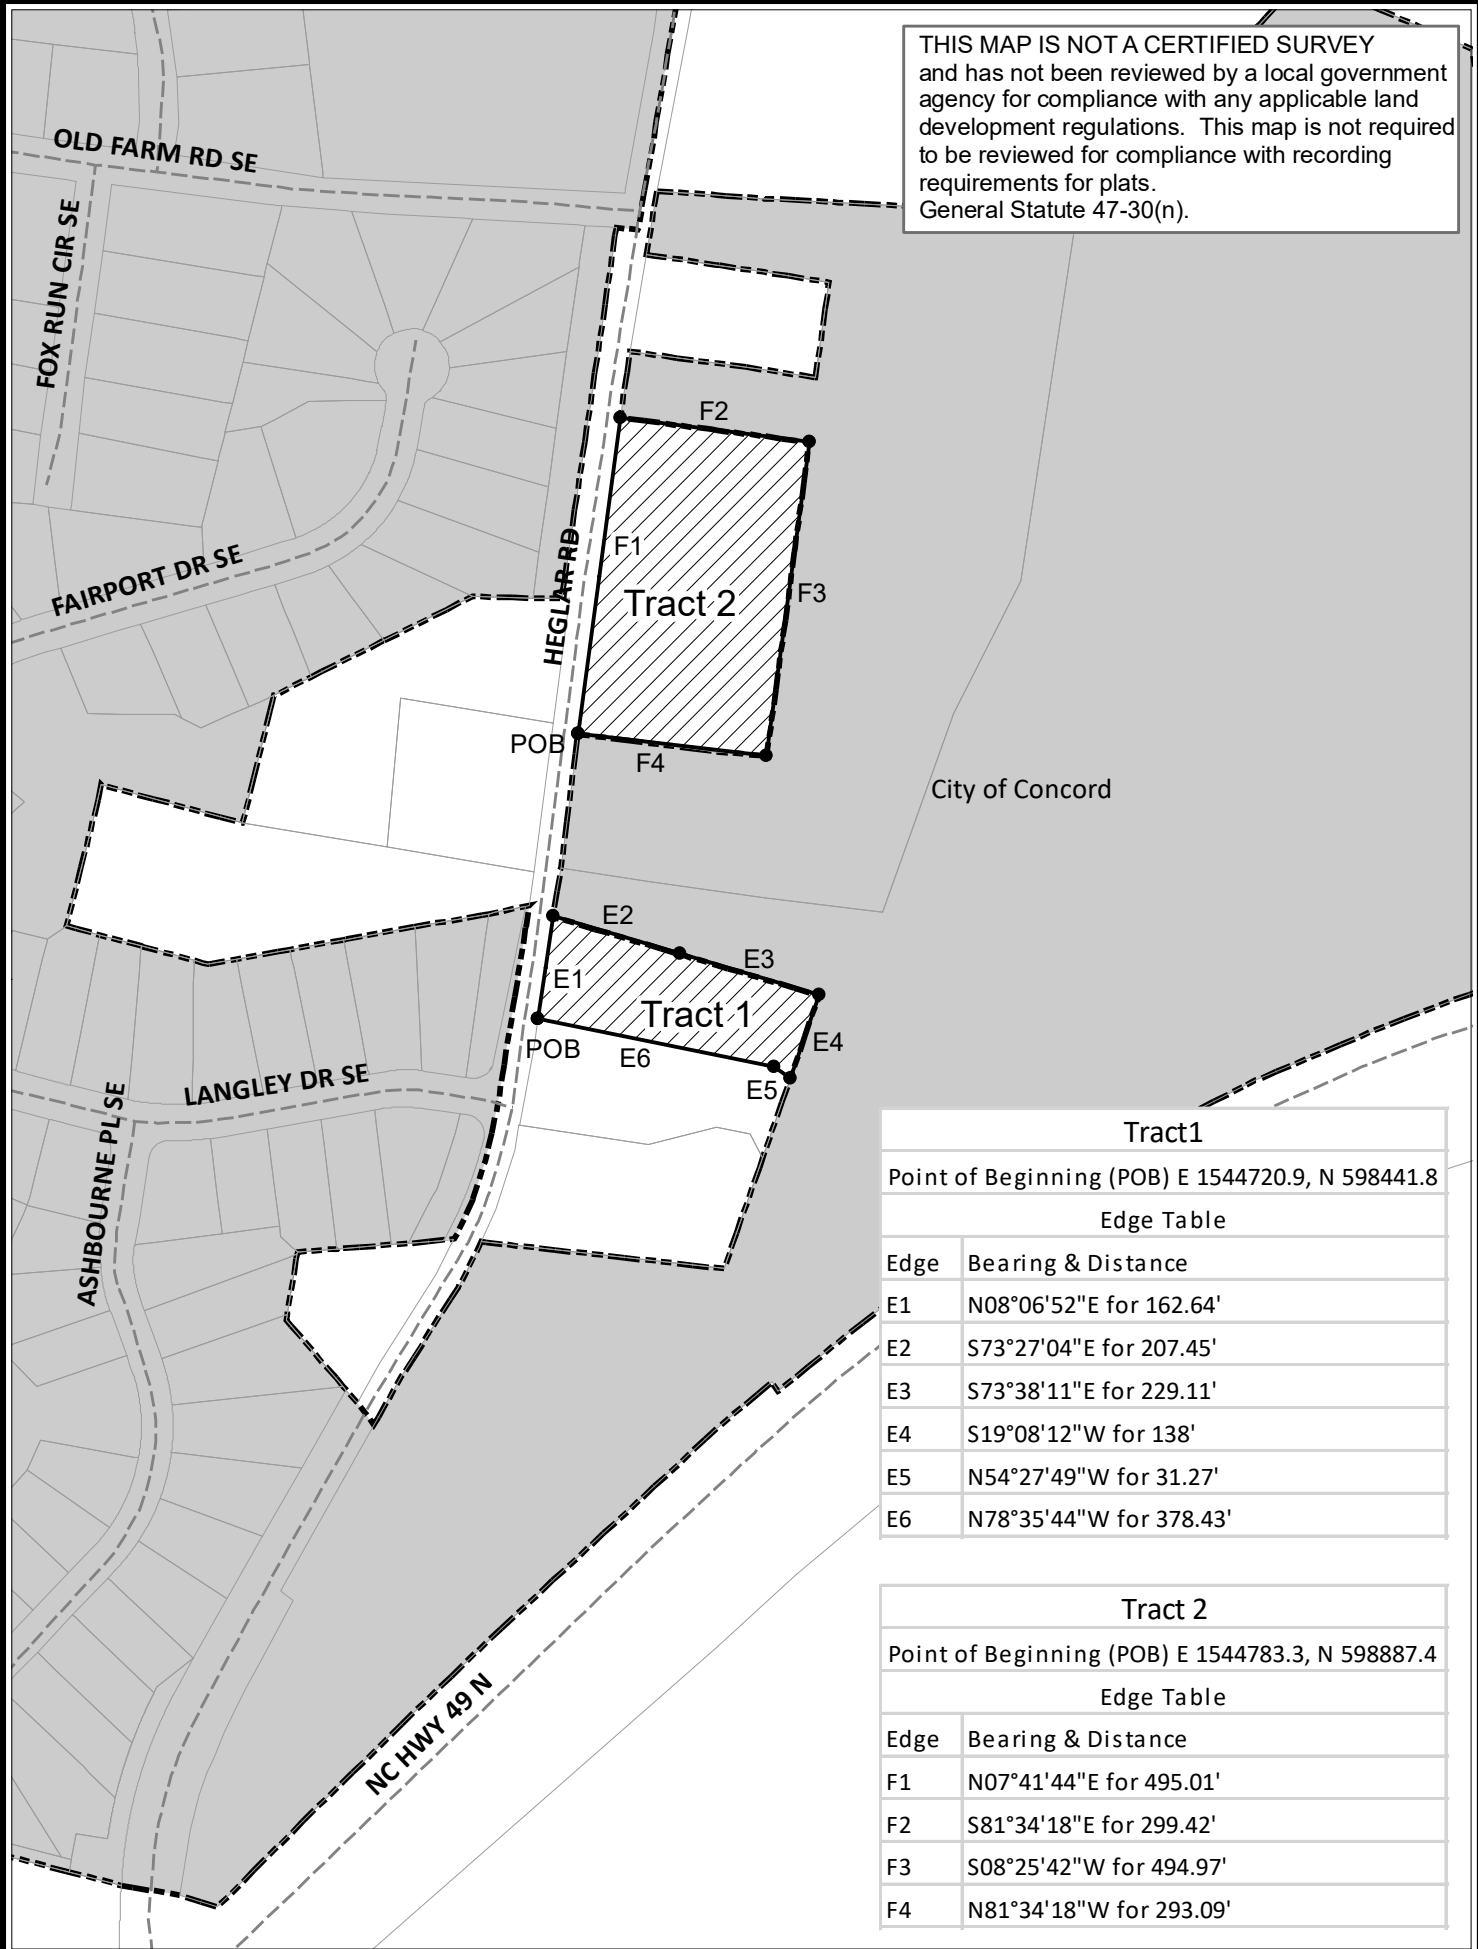 THIS MAP IS NOT A CERTIFIED SURVEY
and has not been reviewed by a local government
agency for compliance with any applicable land
development regulations.  This map is not required
to be reviewed for compliance with recording
requirements for plats.
General Statute 47-30(n).
OLD FARM RD SE
FOX RUN CIR SE
F2
F1
HEGLAR RD
FAIRPORT DR SE
Tract 2
F3
POB
F4
City of Concord
E2
E3
E1
Tract 1
E4
POB
E6
E5
LANGLEY DR SE
ASHBOURNE PL SE
NC HWY 49 N
Tract1
Point of Beginning (POB) E 1544720.9, N 598441.8
Edge Table
Edge Bearing & Distance
E1 N08°06'52"E for 162.64'
E2 S73°27'04"E for 207.45'
E3 S73°38'11"E for 229.11'
E4 S19°08'12"W for 138'
E5 N54°27'49"W for 31.27'
E6 N78°35'44"W for 378.43'
Tract 2
Point of Beginning (POB) E 1544783.3, N 598887.4
Edge Table
Edge Bearing & Distance
F1 N07°41'44"E for 495.01'
F2 S81°34'18"E for 299.42'
F3 S08°25'42"W for 494.97'
F4 N81°34'18"W for 293.09'